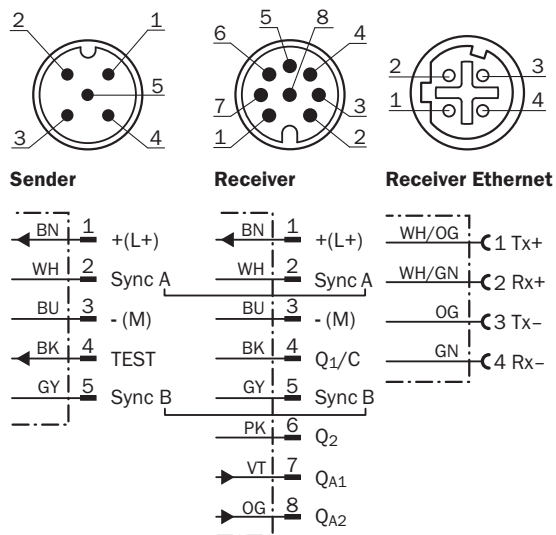 2 1 5 3 4
5 8 6 4 7 3 1 2
2 3 1 4
Sender
BN 1 +(L+)
WH 2 Sync A
BU 3 - (M)
BK 4 TEST
GY 5 Sync B
Receiver
BN 1 +(L+)
WH 2 Sync A
BU 3 - (M)
BK 4 Q1/C
GY 5 Sync B
PK 6 Q2
VT 7 QA1
OG 8 QA2
Receiver Ethernet
WH/OG 1 Tx+
WH/GN 2 Rx+
OG 3 Tx–
GN 4 Rx–